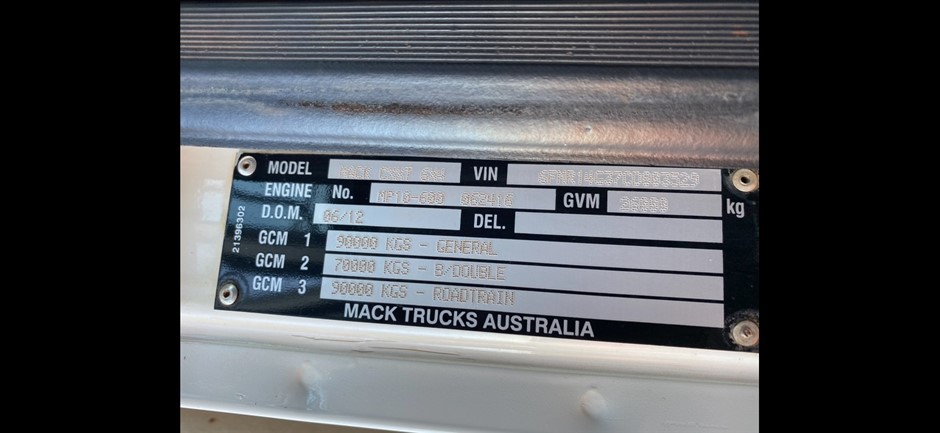 MODEL MACK VIN
ENGINE No. MP10-600 GVM kg
D.O.M. 06/12 DEL.
GCM 1 90000 KGS - GENERAL
GCM 2 70000 KGS - B/DOUBLE
GCM 3 90000 KGS - ROADTRAIN
MACK TRUCKS AUSTRALIA
21396302